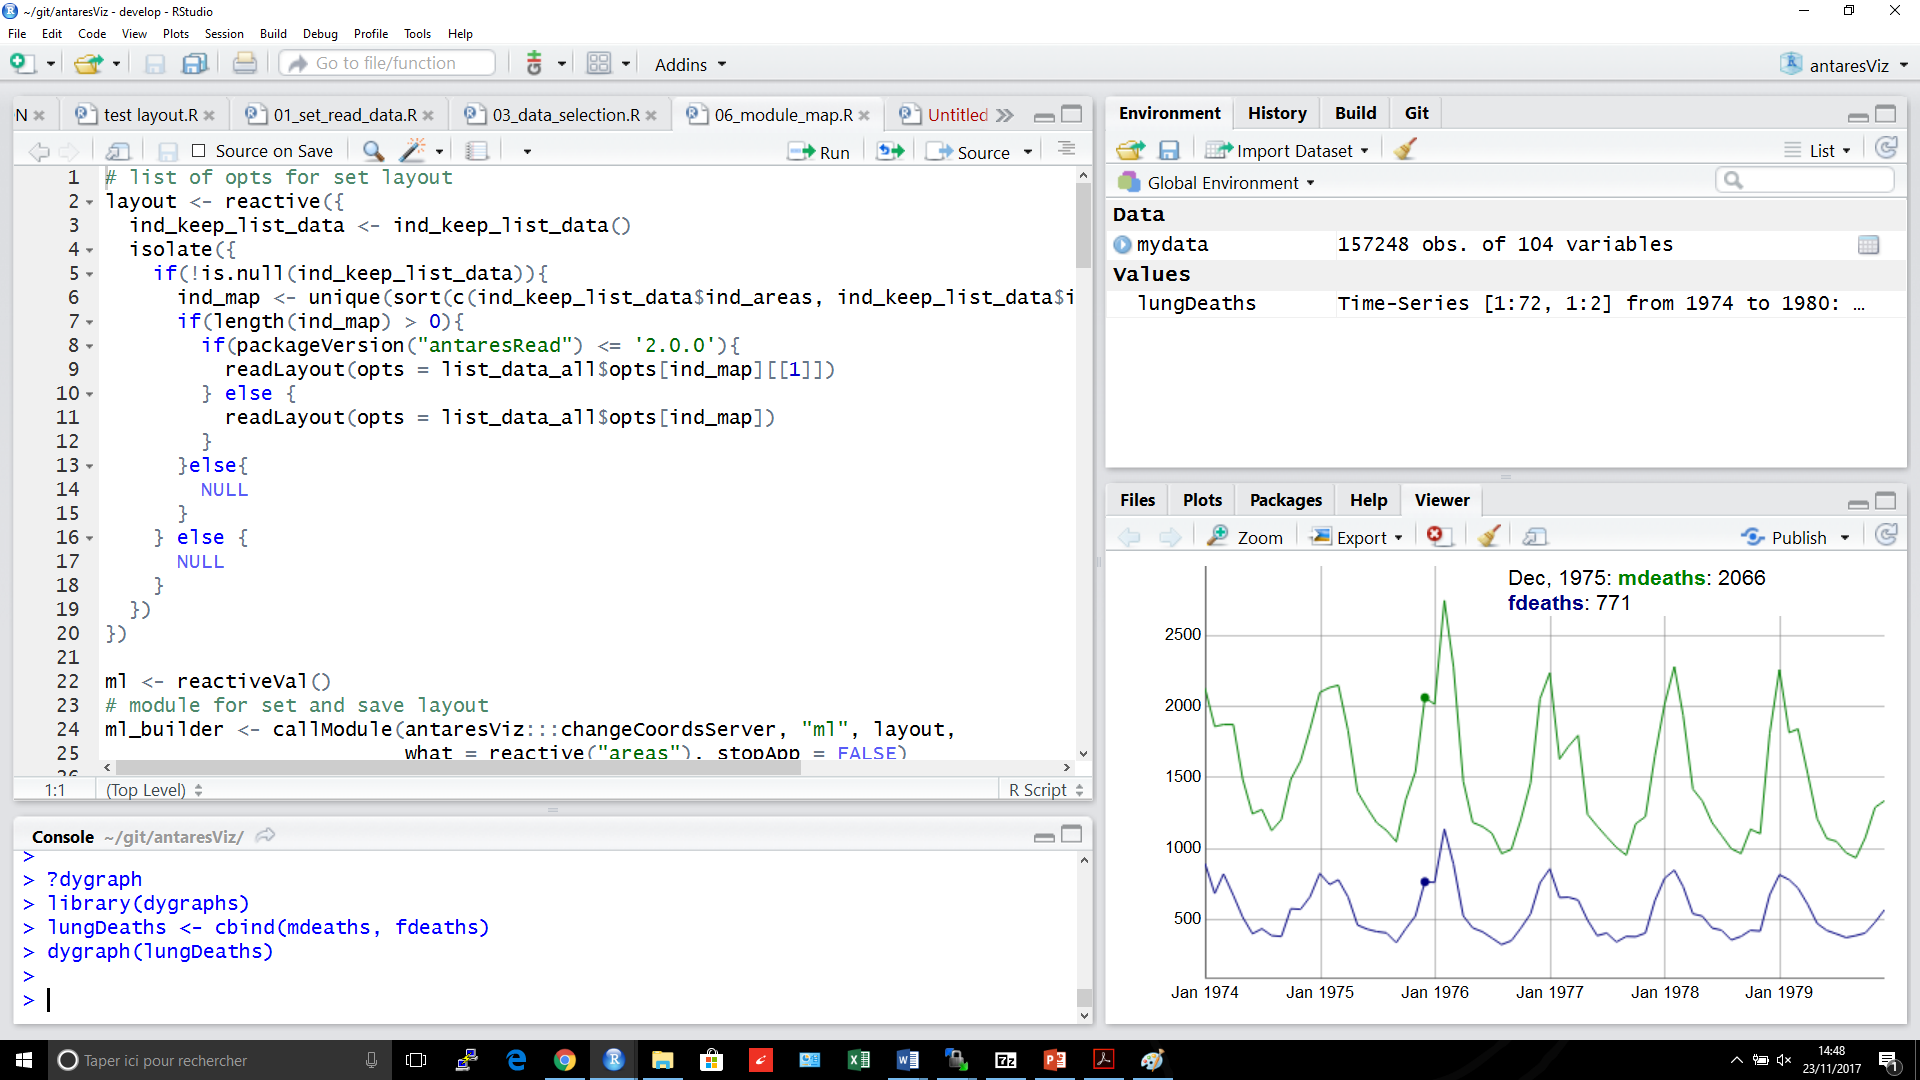 ~/git/antaresViz - develop - RStudio
File Edit Code View Plots Session Build Debug Profile Tools Help
Go to file/function Addins antaresViz
N test layout.R 01_set_read_data.R 03_data_selection.R 06_module_map.R Untitled
Source on Save Run Source
1 # list of opts for set layout
2 layout <- reactive({
3 ind_keep_list_data <- ind_keep_list_data()
4 isolate({
5 if(!is.null(ind_keep_list_data)){
6 ind_map <- unique(sort(c(ind_keep_list_data$ind_areas, ind_keep_list_data$i
7 if(length(ind_map) > 0){
8 if(packageVersion("antaresRead") <= '2.0.0'){
9 readLayout(opts = list_data_all$opts[ind_map][[1]])
10 } else {
11 readLayout(opts = list_data_all$opts[ind_map])
12 }
13 }else{
14 NULL
15 }
16 } else {
17 NULL
18 }
19 })
20 })
21
22 ml <- reactiveVal()
23 # module for set and save layout
24 ml_builder <- callModule(antaresViz:::changeCoordsServer, "ml", layout,
25 what = reactive("areas"), stopApp = FALSE)
26
1:1 (Top Level) R Script
Console ~/git/antaresViz/
>
> ?dygraph
> library(dygraphs)
> lungDeaths <- cbind(mdeaths, fdeaths)
> dygraph(lungDeaths)
>
>
Environment History Build Git
Import Dataset List
Global Environment
Data
mydata 157248 obs. of 104 variables
Values
lungDeaths Time-Series [1:72, 1:2] from 1974 to 1980: …
Files Plots Packages Help Viewer
Zoom Export Publish
Dec, 1975: mdeaths: 2066
fdeaths: 771
2500
2000
1500
1000
500
Jan 1974 Jan 1975 Jan 1976 Jan 1977 Jan 1978 Jan 1979
Taper ici pour rechercher
14:48
23/11/2017
1